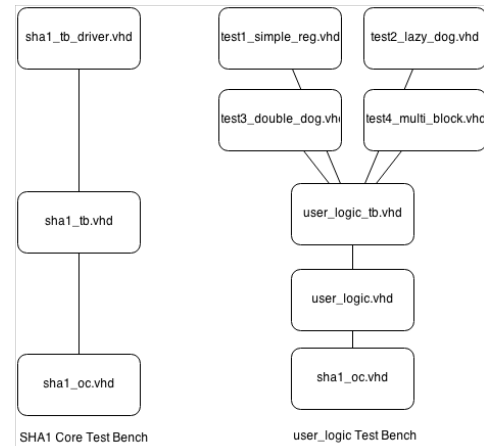 sha1_tb_driver.vhd
test1_simple_reg.vhd
test2_lazy_dog.vhd
test3_double_dog.vhd
test4_multi_block.vhd
sha1_tb.vhd
user_logic_tb.vhd
user_logic.vhd
sha1_oc.vhd
sha1_oc.vhd
SHA1 Core Test Bench
user_logic Test Bench